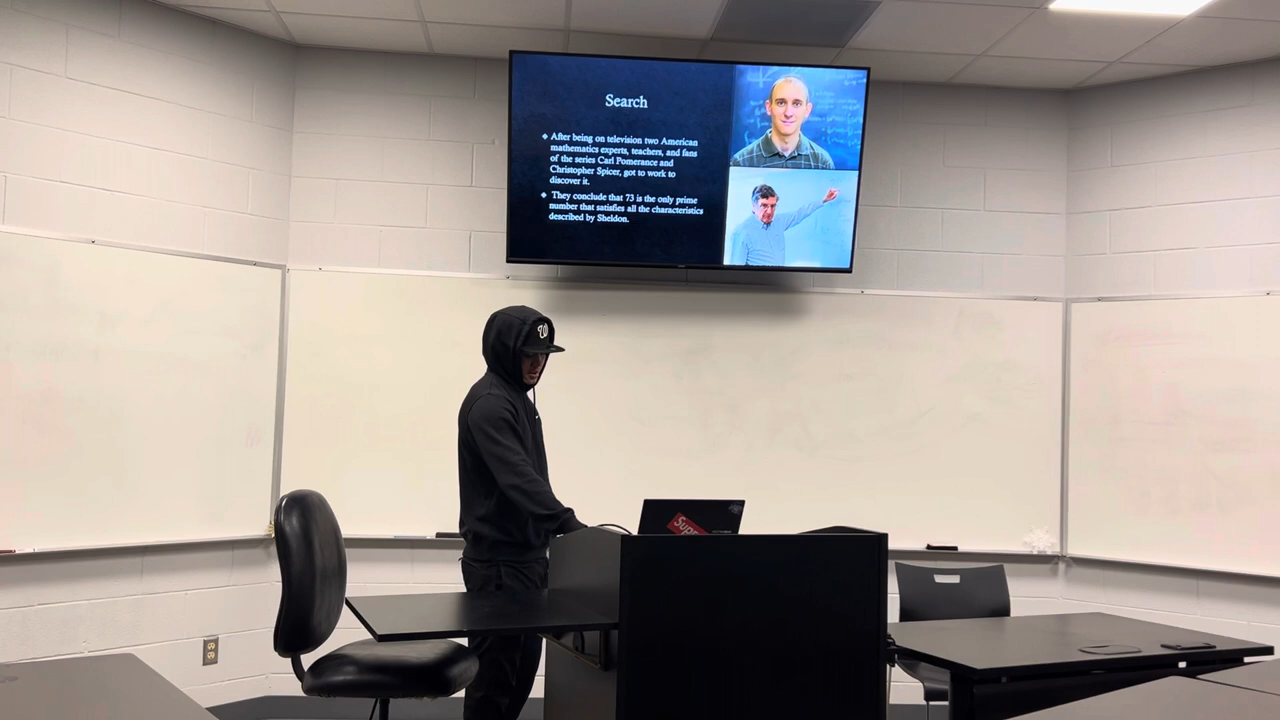 Search
❖ After being on television two American
mathematics experts, teachers, and fans
of the series Carl Pomerance and
Christopher Spicer, got to work to
discover it.
❖ They conclude that 73 is the only prime
number that satisfies all the characteristics
described by Sheldon.
W
Supr